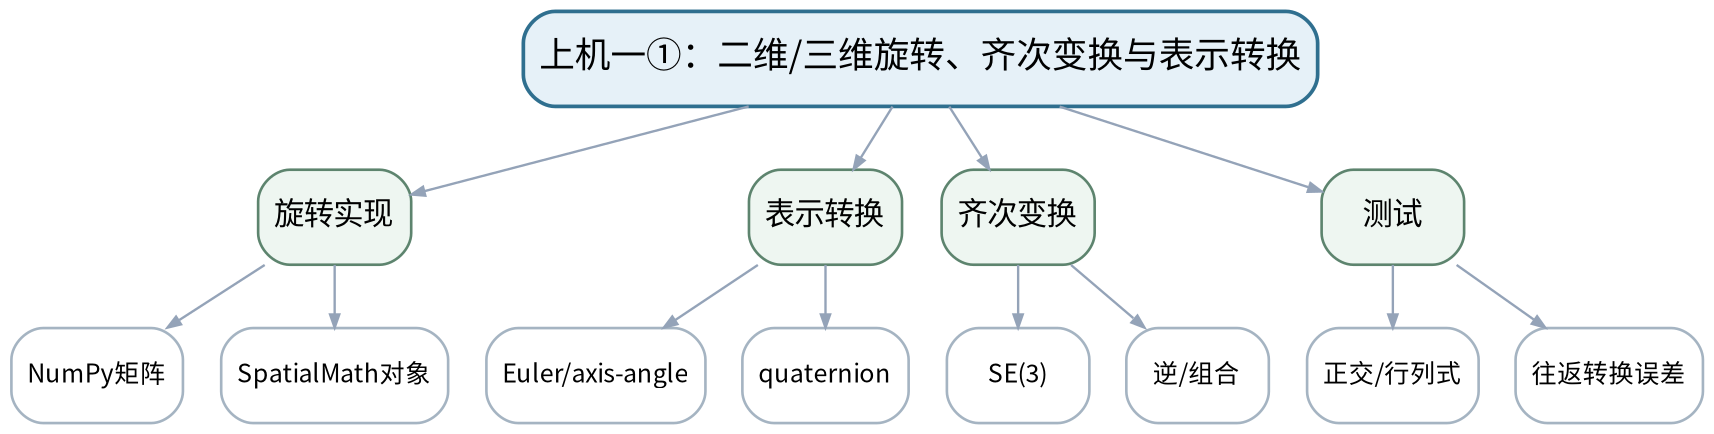 上机一①：二维/三维旋转、齐次变换与表示转换
旋转实现
表示转换
齐次变换
测试
NumPy矩阵
SpatialMath对象
Euler/axis-angle
quaternion
SE(3)
逆/组合
正交/行列式
往返转换误差